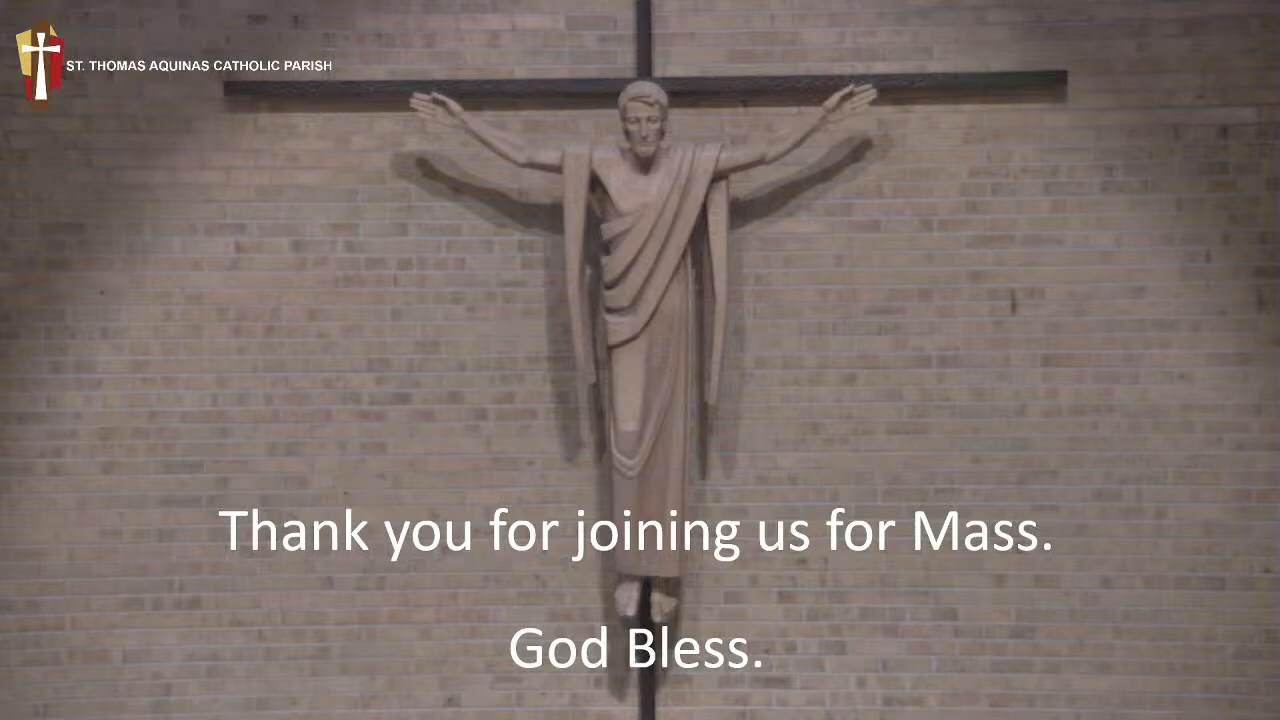 ST. THOMAS AQUINAS CATHOLIC PARISH
Thank you for joining us for Mass.
God Bless.